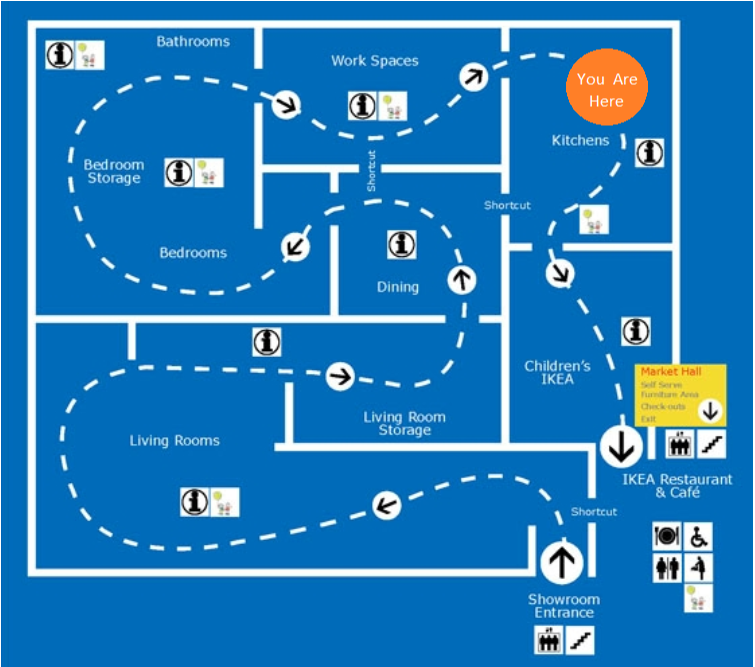 Bathrooms
Work Spaces
You Are
Here
Kitchens
Bedroom
Storage
Shortcut
Shortcut
Bedrooms
Dining
Children's
IKEA
Market Hall
Self Serve
Furniture Area
Check-outs
Exit
Living Room
Storage
Living Rooms
IKEA Restaurant
& Café
Shortcut
Showroom
Entrance